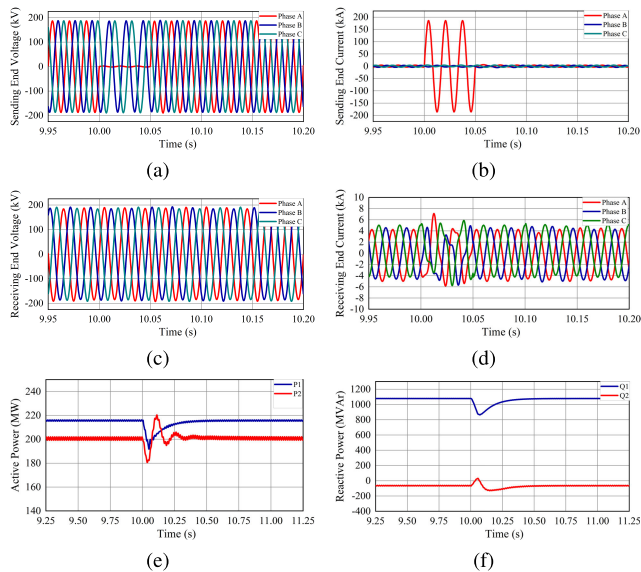 Sending End Voltage (kV)
200
100
0
-100
-200
Phase A
Phase B
Phase C
9.95 10.00 10.05 10.10 10.15 10.20
Time (s)
(a)
Sending End Current (kA)
200
150
100
50
0
-50
-100
-150
-200
Phase A
Phase B
Phase C
9.95 10.00 10.05 10.10 10.15 10.20
Time (s)
(b)
Receiving End Voltage (kV)
200
100
0
-100
-200
Phase A
Phase B
Phase C
9.95 10.00 10.05 10.10 10.15 10.20
Time (s)
(c)
Receiving End Current (kA)
10
8
6
4
2
0
-2
-4
-6
-8
-10
Phase A
Phase B
Phase C
9.95 10.00 10.05 10.10 10.15 10.20
Time (s)
(d)
Active Power (MW)
240
220
200
180
160
140
P1
P2
9.25 9.50 9.75 10.00 10.25 10.50 10.75 11.00 11.25
Time (s)
(e)
Reactive Power (MVAr)
1200
1000
800
600
400
200
0
-200
-400
Q1
Q2
9.25 9.50 9.75 10.00 10.25 10.50 10.75 11.00 11.25
Time (s)
(f)